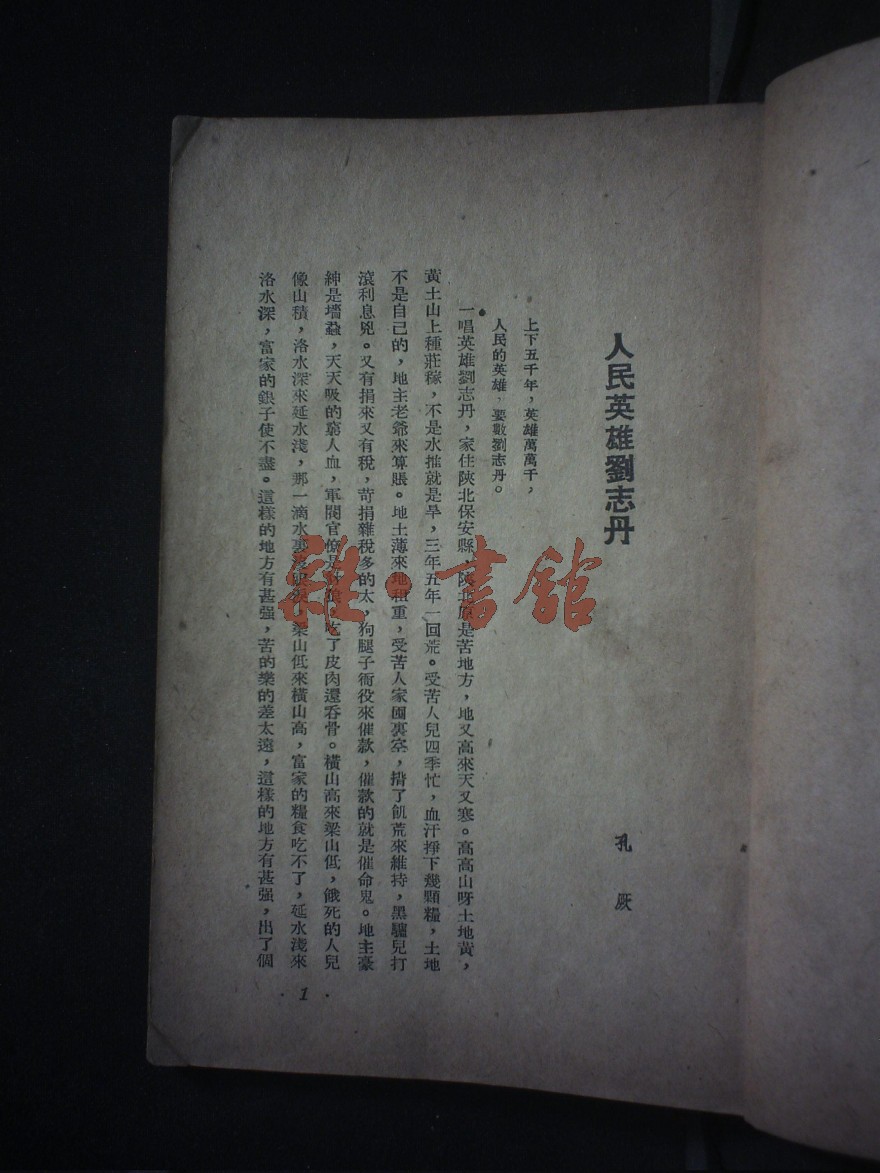 人民英雄劉志丹
孔厥
上下五千年，英雄萬萬千，
人民的英雄，要數劉志丹。
一唱英雄劉志丹，家住陝北保安縣，陝北原是苦地方，地又高來天又寒。高高山呀土地黃，
黃土山上種莊稼，不是水推就是旱，三年五年一回荒。受苦人兒四季忙，血汗掙下幾顆糧，土地
不是自己的，地主老爺來算賬。地土薄來地租重，受苦人家囤裏空，揹了飢荒來維持，黑驢兒打
滾利息兇。又有捐來又有稅，苛捐雜稅多的太，狗腿子衙役來催款，催款的就是催命鬼。地主豪
紳是墻蝨，天天吸的窮人血，軍閥官僚是，吃了皮肉還吞骨。橫山高來梁山低，餓死的人兒
像山積，洛水深來延水淺，那一滴水裏，梁山低來橫山高，富家的糧食吃不了，延水淺來
洛水深，富家的銀子使不盡。這樣的地方有甚强，苦的樂的差太遠，這樣的地方有甚强，出了個
·1·
雜·書館